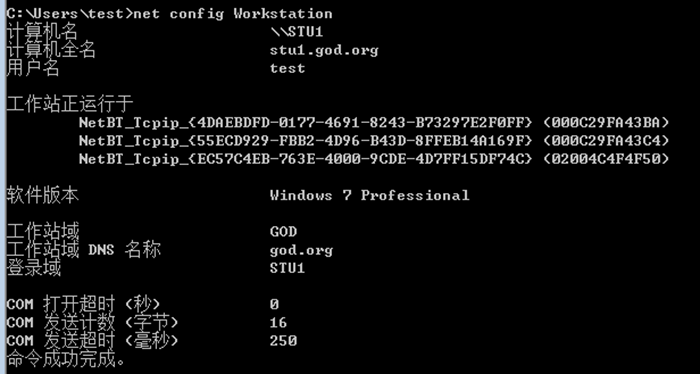 C:\Users\test>net config Workstation
计算机名 \\STU1
计算机全名 stu1.god.org
用户名 test
工作站正运行于
NetBT_Tcpip_{4DAEBDFD-0177-4691-8243-B73297E2F0FF} (000C29FA43BA)
NetBT_Tcpip_{55ECD929-FBB2-4D96-B43D-8FFEB14A169F} (000C29FA43C4)
NetBT_Tcpip_{EC57C4EB-763E-4000-9CDE-4D7FF15DF74C} (02004C4F4F50)
软件版本 Windows 7 Professional
工作站域 GOD
工作站域 DNS 名称 god.org
登录域 STU1
COM 打开超时 (秒) 0
COM 发送计数 (字节) 16
COM 发送超时 (毫秒) 250
命令成功完成。